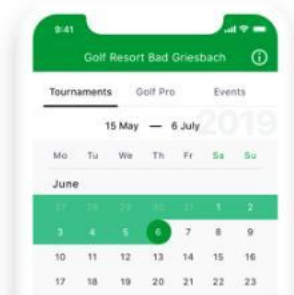 9:41
Golf Resort Bad Griesbach
Tournaments Golf Pro Events
2019
15 May — 6 July
Mo Tu We Th Fr Sa Su
June
27 28 29 30 31 1 2
3 4 5 6 7 8 9
10 11 12 13 14 15 16
17 18 19 20 21 22 23